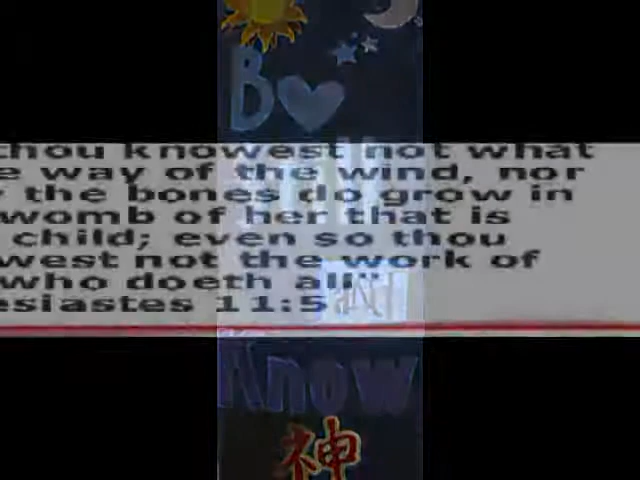 B
thou knowest not what
e way of the wind, nor
the bones do grow in
womb of her that is
child; even so thou
west not the work of
who doeth all"
esiastes 11:5
Know
神